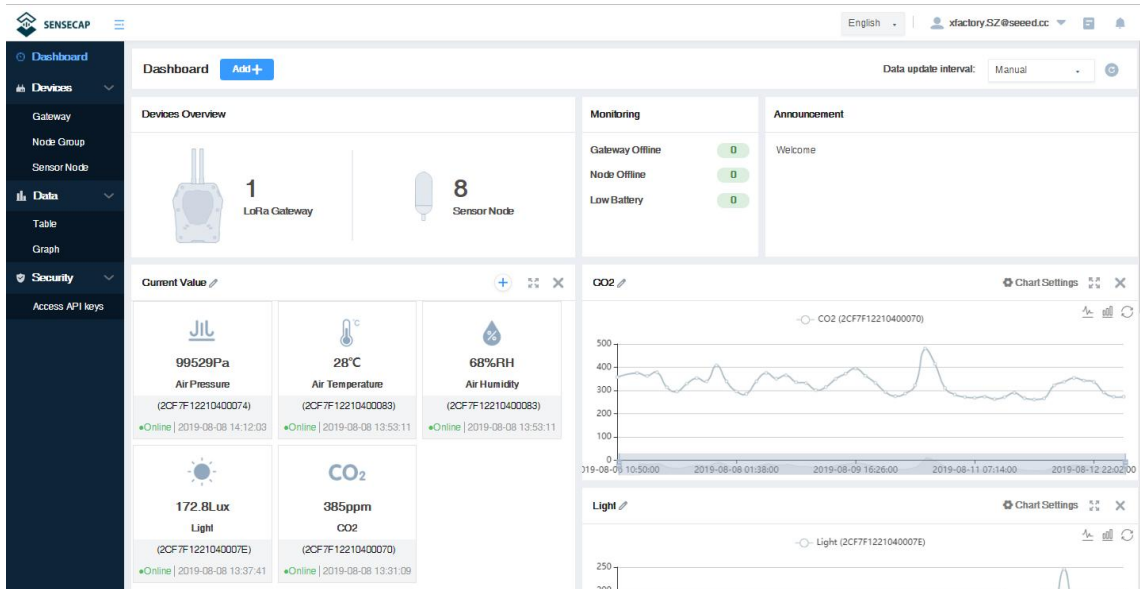 SENSECAP
English
xfactory.SZ@seeed.cc
Dashboard
Devices
Gateway
Node Group
Sensor Node
Data
Table
Graph
Security
Access API keys
Dashboard
Add+
Data update interval:
Manual
Devices Overview
1
LoRa Gateway
8
Sensor Node
Monitoring
Gateway Offline 0
Node Offline 0
Low Battery 0
Announcement
Welcome
Current Value
°C
99529Pa
Air Pressure
(2CF7F12210400074)
Online | 2019-08-08 14:12:03
28°C
Air Temperature
(2CF7F12210400083)
Online | 2019-08-08 13:53:11
%
68%RH
Air Humidity
(2CF7F12210400083)
Online | 2019-08-08 13:53:11
172.8Lux
Light
(2CF7F1221040007E)
Online | 2019-08-08 13:37:41
CO₂
385ppm
CO2
(2CF7F12210400070)
Online | 2019-08-08 13:31:09
CO2
Chart Settings
CO2 (2CF7F12210400070)
500
400
300
200
100
0
10:50:00
2019-08-08 01:38:00
2019-08-09 16:26:00
2019-08-11 07:14:00
2019-08-12 22:02:00
Light
Chart Settings
Light (2CF7F1221040007E)
250